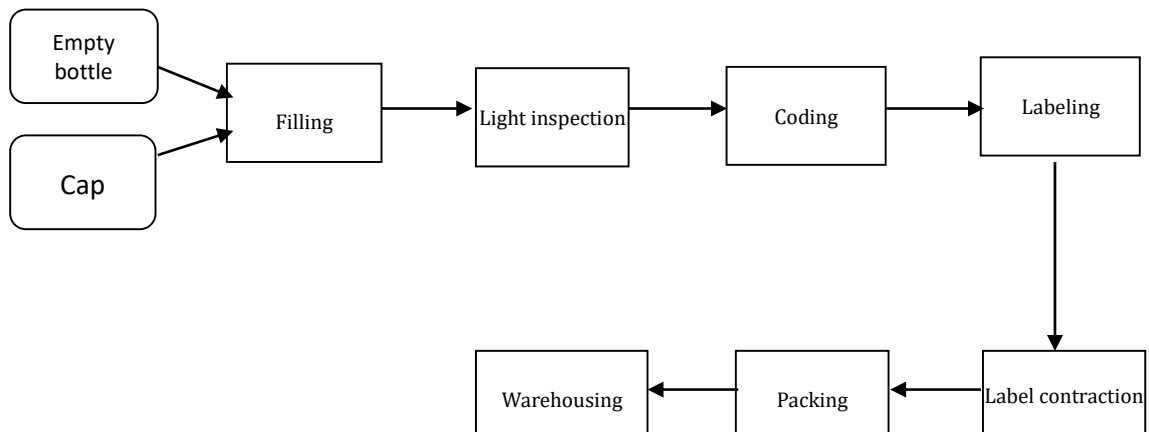 Empty
bottle
Cap
Filling
Light inspection
Coding
Labeling
Label contraction
Packing
Warehousing